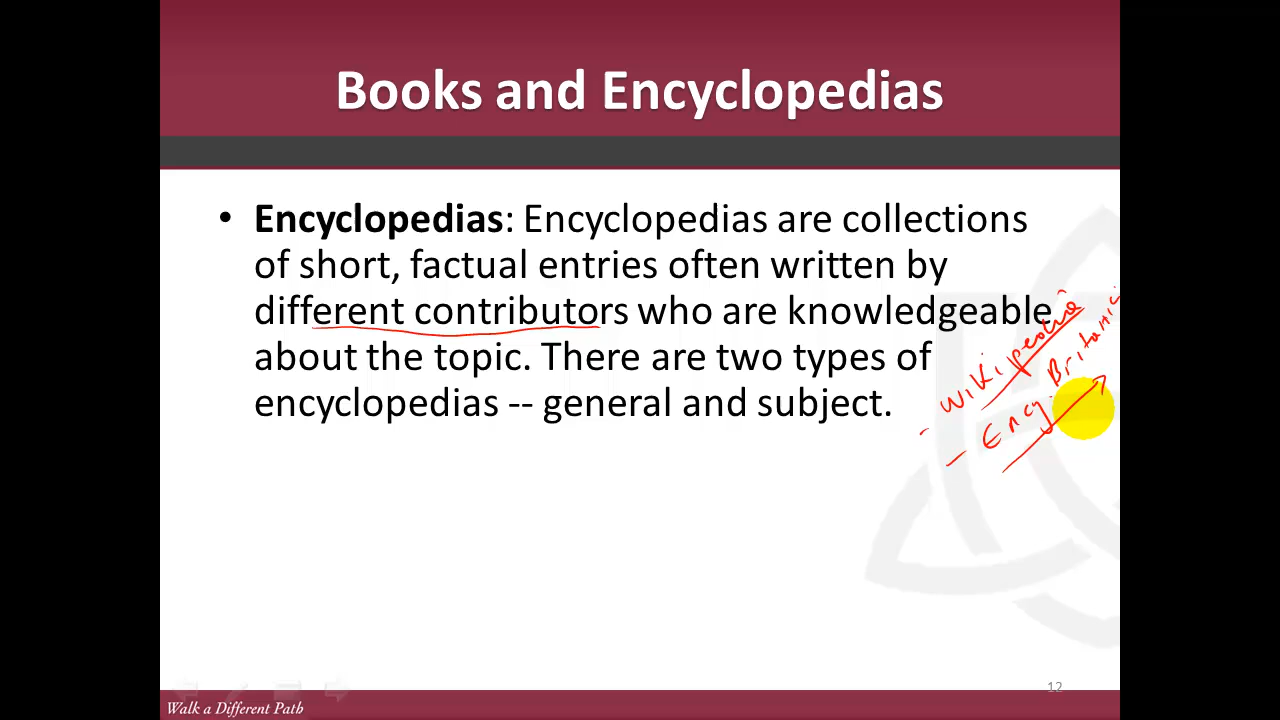 Books and Encyclopedias
• Encyclopedias: Encyclopedias are collections
of short, factual entries often written by
different contributors who are knowledgeable
about the topic. There are two types of
encyclopedias -- general and subject.
- Wikipedia
- Ency. Britanic
12
Walk a Different Path